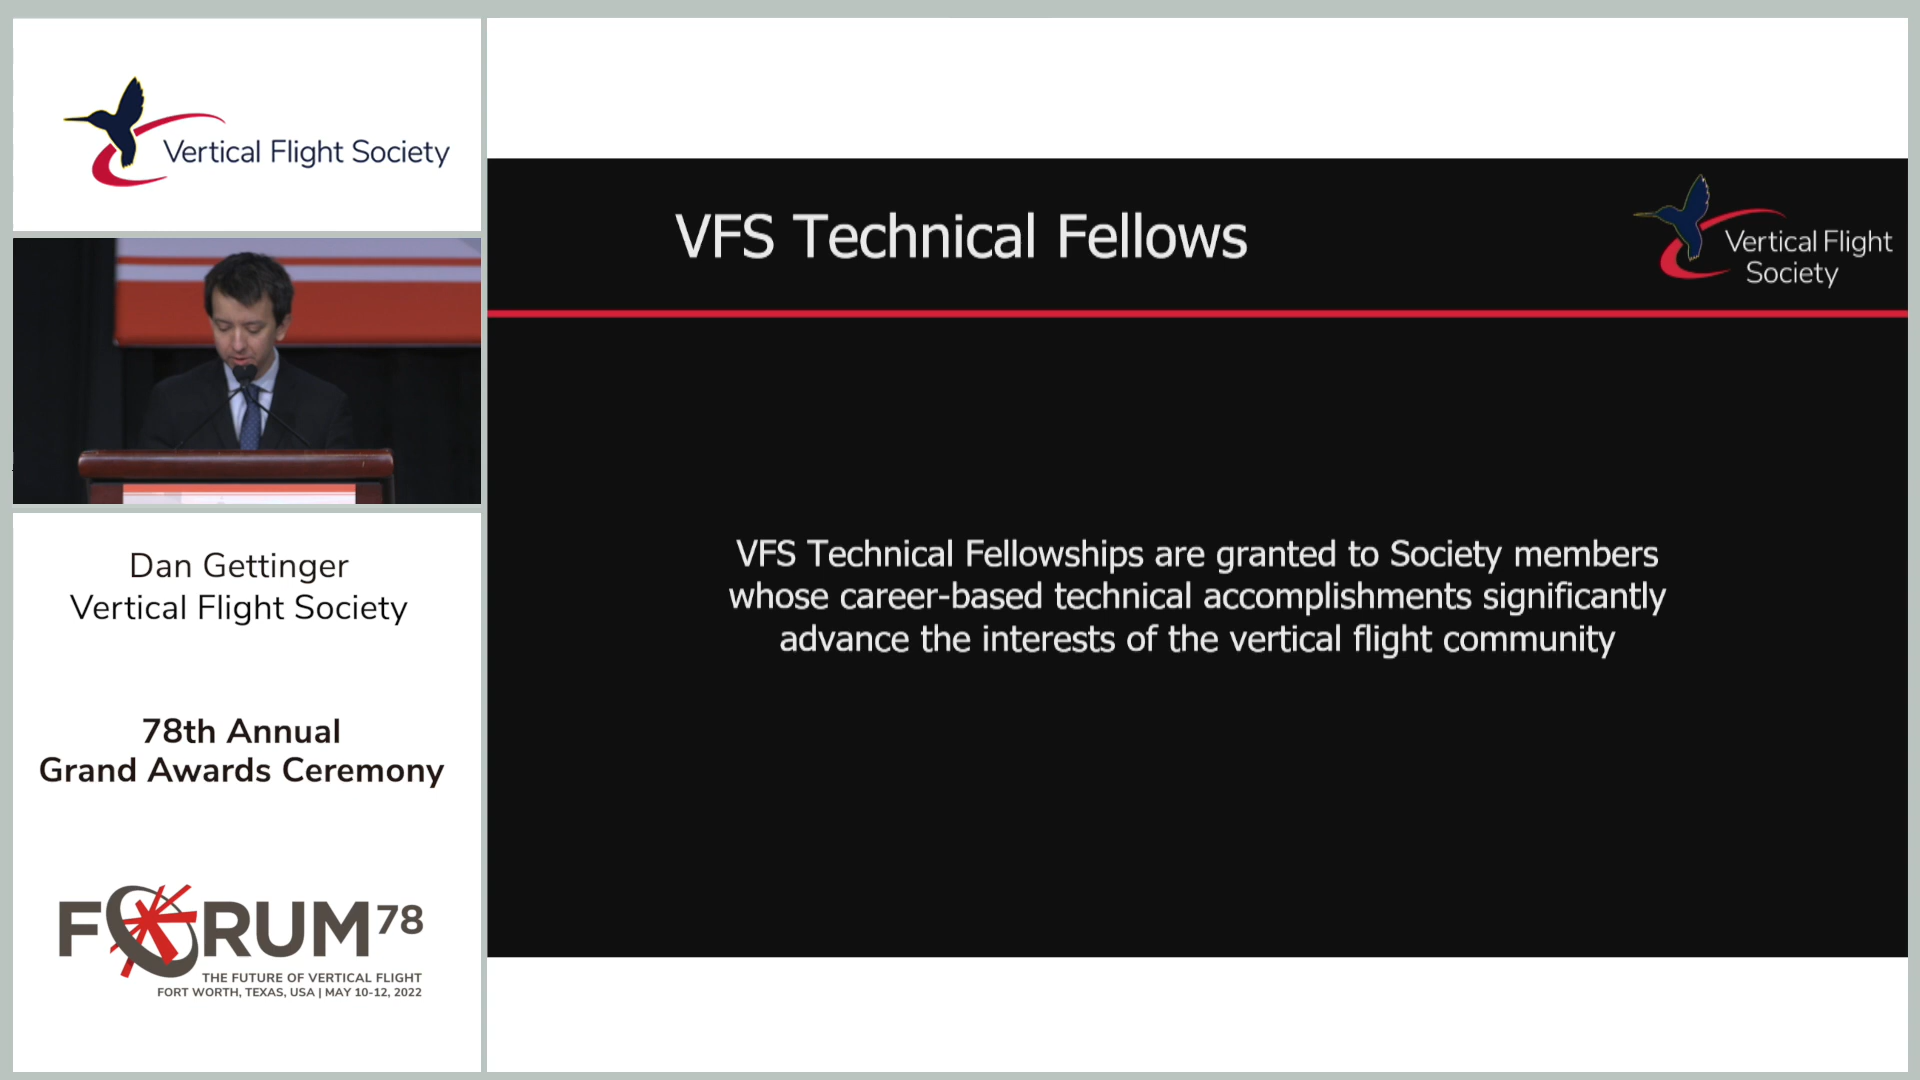 Vertical Flight Society
Dan Gettinger
Vertical Flight Society
78th Annual
Grand Awards Ceremony
FORUM 78
THE FUTURE OF VERTICAL FLIGHT
FORT WORTH, TEXAS, USA | MAY 10-12, 2022
VFS Technical Fellows
Vertical Flight
Society
VFS Technical Fellowships are granted to Society members
whose career-based technical accomplishments significantly
advance the interests of the vertical flight community